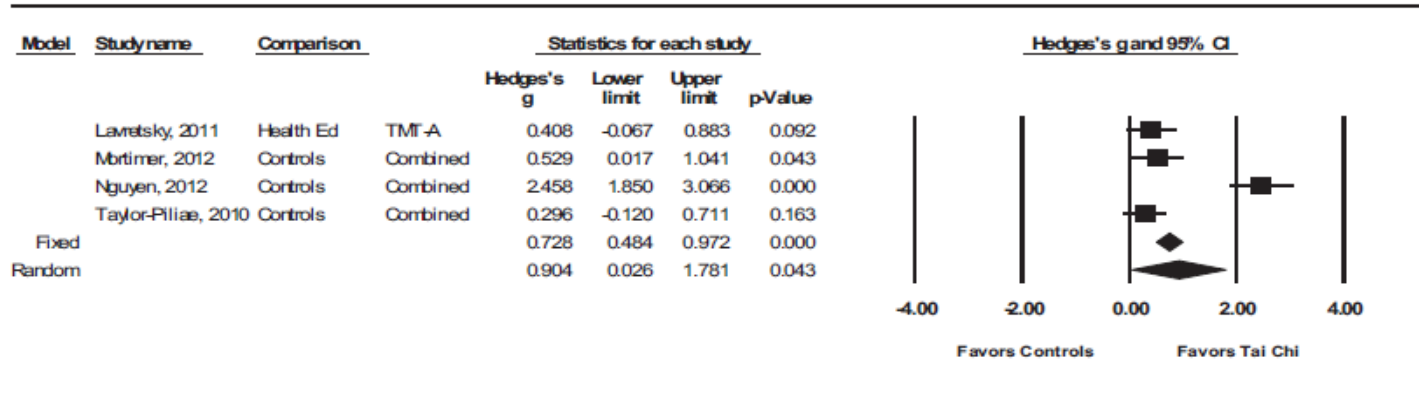 Model Study name Comparison Statistics for each study Hedges's g and 95% CI
Hedges's g Lower limit Upper limit p-Value
Lavretsky, 2011 Health Ed TMT-A 0.408 -0.067 0.883 0.092
Mortimer, 2012 Controls Combined 0.529 0.017 1.041 0.043
Nguyen, 2012 Controls Combined 2.458 1.850 3.066 0.000
Taylor-Piliae, 2010 Controls Combined 0.296 -0.120 0.711 0.163
Fixed 0.728 0.484 0.972 0.000
Random 0.904 0.026 1.781 0.043
-4.00 -2.00 0.00 2.00 4.00
Favors Controls Favors Tai Chi